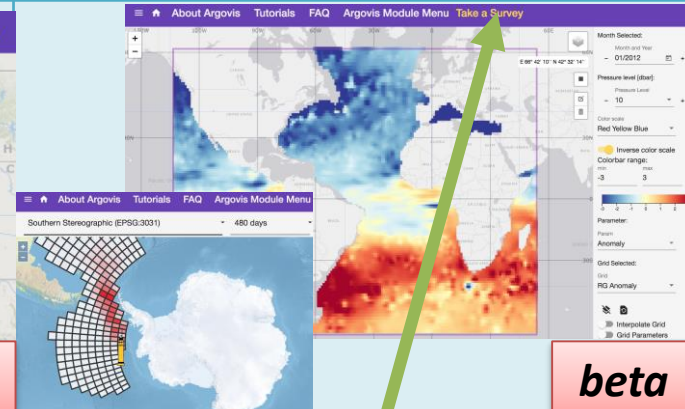 About Argovis Tutorials FAQ Argovis Module Menu Take a Survey
Month Selected:
Month and Year
01/2012
Pressure level [dbar]:
Pressure Level
10
Color scale
Red Yellow Blue
Inverse color scale
Colorbar range:
min max
-3 3
Parameter:
Param
Anomaly
Grid Selected:
Grid
RG Anomaly
Interpolate Grid
Grid Parameters
About Argovis Tutorials FAQ Argovis Module Menu
Southern Stereographic (EPSG:3031) 480 days
beta